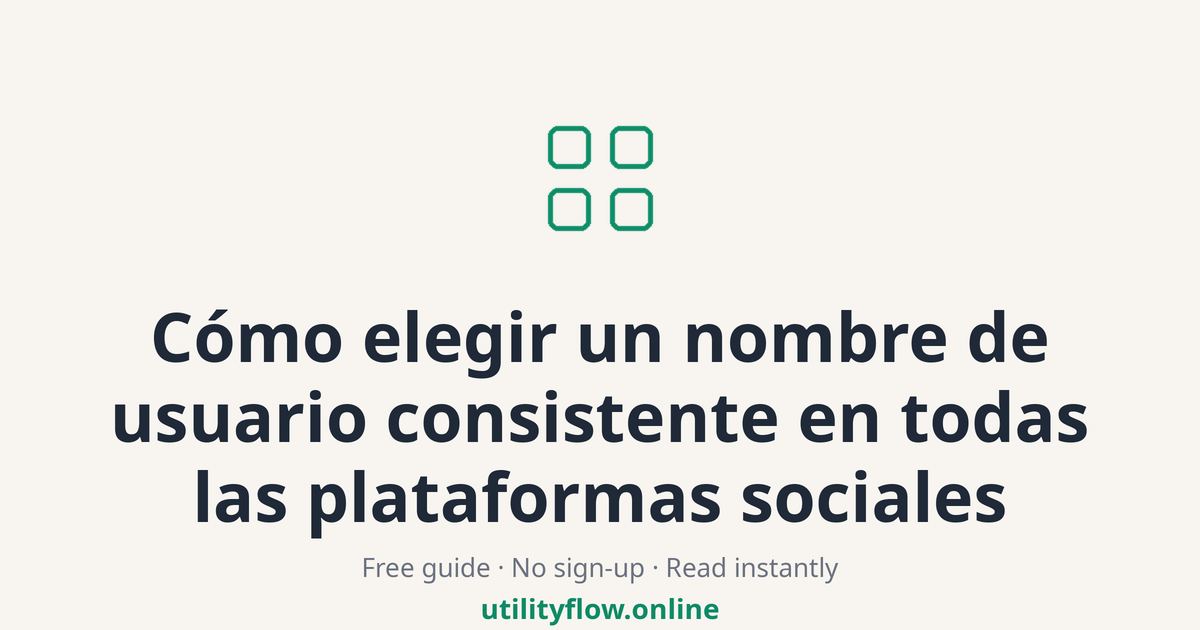 Cómo elegir un nombre de
usuario consistente en todas
las plataformas sociales
Free guide · No sign-up · Read instantly
utilityflow.online